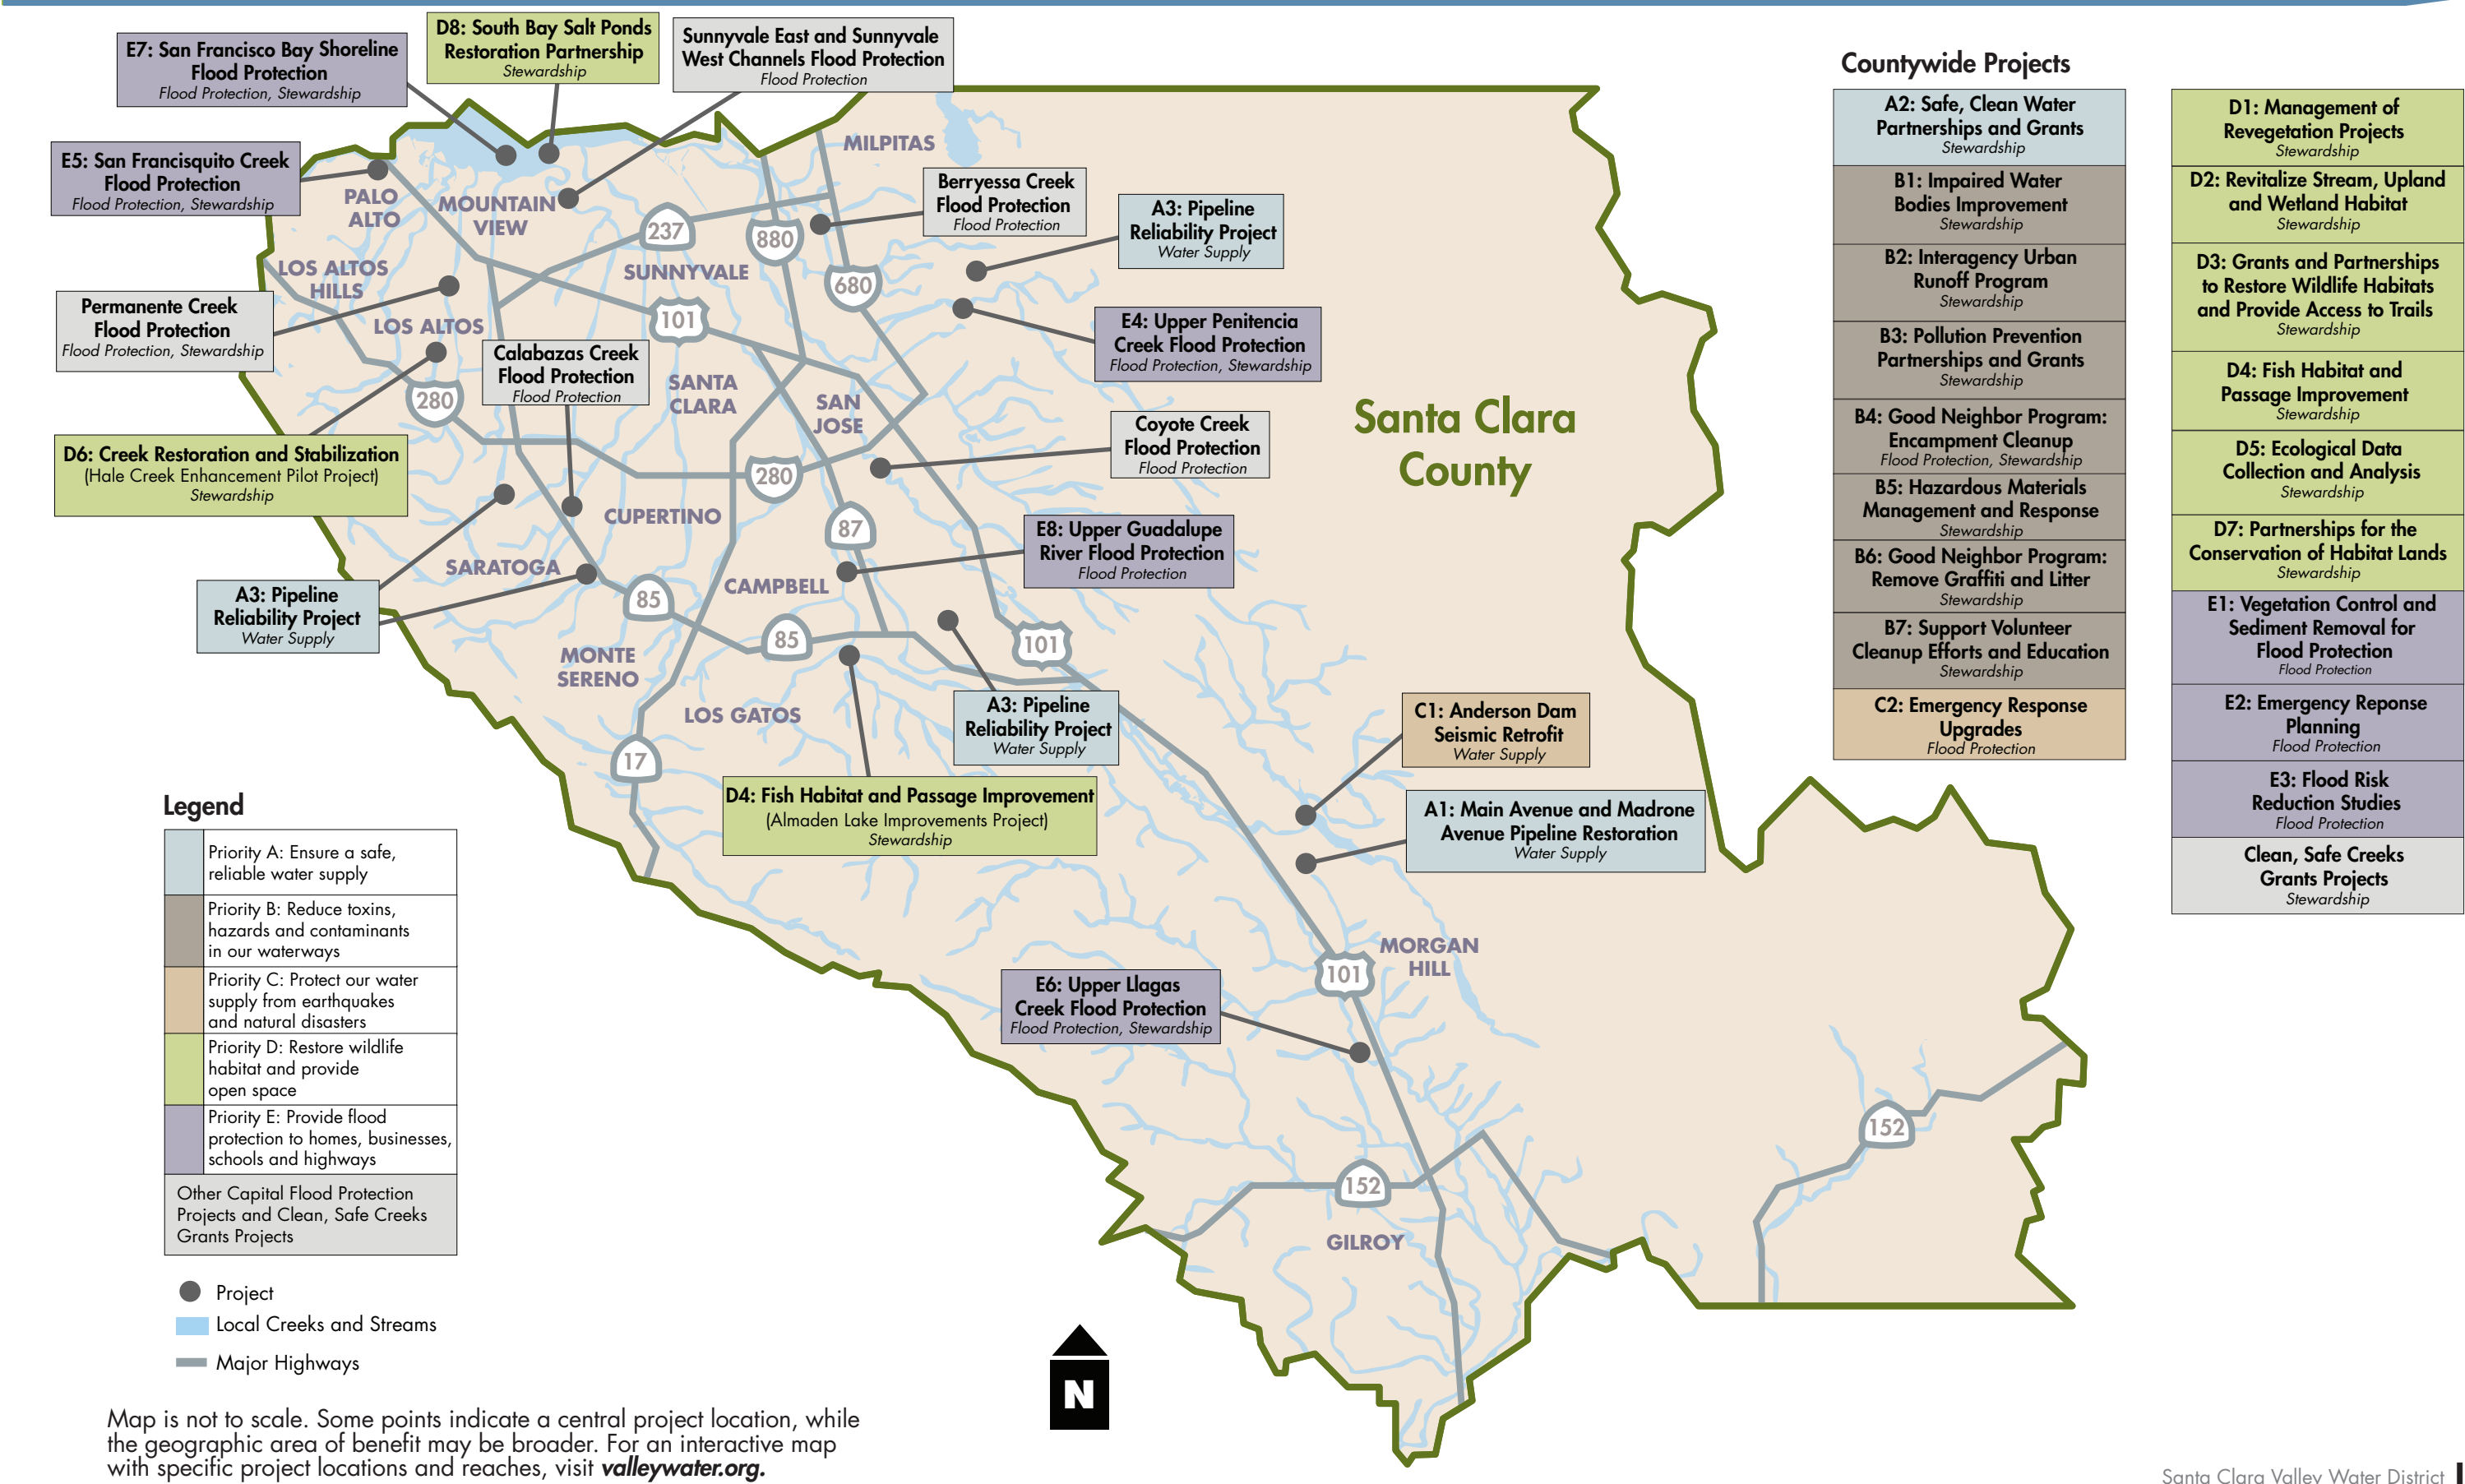 E7: San Francisco Bay Shoreline
Flood Protection
Flood Protection, Stewardship
D8: South Bay Salt Ponds
Restoration Partnership
Stewardship
Sunnyvale East and Sunnyvale
West Channels Flood Protection
Flood Protection
E5: San Francisquito Creek
Flood Protection
Flood Protection, Stewardship
MILPITAS
Berryessa Creek
Flood Protection
Flood Protection
A3: Pipeline
Reliability Project
Water Supply
PALO
ALTO
MOUNTAIN
VIEW
237
880
LOS ALTOS
HILLS
SUNNYVALE
680
Permanente Creek
Flood Protection
Flood Protection, Stewardship
LOS ALTOS
101
E4: Upper Penitencia
Creek Flood Protection
Flood Protection, Stewardship
Calabazas Creek
Flood Protection
Flood Protection
280
SANTA
CLARA
SAN
JOSE
Santa Clara
County
Coyote Creek
Flood Protection
Flood Protection
D6: Creek Restoration and Stabilization
(Hale Creek Enhancement Pilot Project)
Stewardship
280
CUPERTINO
87
E8: Upper Guadalupe
River Flood Protection
Flood Protection
SARATOGA
CAMPBELL
A3: Pipeline
Reliability Project
Water Supply
85
85
101
MONTE
SERENO
LOS GATOS
A3: Pipeline
Reliability Project
Water Supply
17
C1: Anderson Dam
Seismic Retrofit
Water Supply
D4: Fish Habitat and Passage Improvement
(Almaden Lake Improvements Project)
Stewardship
A1: Main Avenue and Madrone
Avenue Pipeline Restoration
Water Supply
MORGAN
HILL
101
E6: Upper Llagas
Creek Flood Protection
Flood Protection, Stewardship
152
152
GILROY
Countywide Projects
A2: Safe, Clean Water
Partnerships and Grants
Stewardship
B1: Impaired Water
Bodies Improvement
Stewardship
B2: Interagency Urban
Runoff Program
Stewardship
B3: Pollution Prevention
Partnerships and Grants
Stewardship
B4: Good Neighbor Program:
Encampment Cleanup
Flood Protection, Stewardship
B5: Hazardous Materials
Management and Response
Stewardship
B6: Good Neighbor Program:
Remove Graffiti and Litter
Stewardship
B7: Support Volunteer
Cleanup Efforts and Education
Stewardship
C2: Emergency Response
Upgrades
Flood Protection
D1: Management of
Revegetation Projects
Stewardship
D2: Revitalize Stream, Upland
and Wetland Habitat
Stewardship
D3: Grants and Partnerships
to Restore Wildlife Habitats
and Provide Access to Trails
Stewardship
D4: Fish Habitat and
Passage Improvement
Stewardship
D5: Ecological Data
Collection and Analysis
Stewardship
D7: Partnerships for the
Conservation of Habitat Lands
Stewardship
E1: Vegetation Control and
Sediment Removal for
Flood Protection
Flood Protection
E2: Emergency Reponse
Planning
Flood Protection
E3: Flood Risk
Reduction Studies
Flood Protection
Clean, Safe Creeks
Grants Projects
Stewardship
Legend
Priority A: Ensure a safe,
reliable water supply
Priority B: Reduce toxins,
hazards and contaminants
in our waterways
Priority C: Protect our water
supply from earthquakes
and natural disasters
Priority D: Restore wildlife
habitat and provide
open space
Priority E: Provide flood
protection to homes, businesses,
schools and highways
Other Capital Flood Protection
Projects and Clean, Safe Creeks
Grants Projects
Project
Local Creeks and Streams
Major Highways
N
Map is not to scale. Some points indicate a central project location, while
the geographic area of benefit may be broader. For an interactive map
with specific project locations and reaches, visit valleywater.org.
Santa Clara Valley Water District